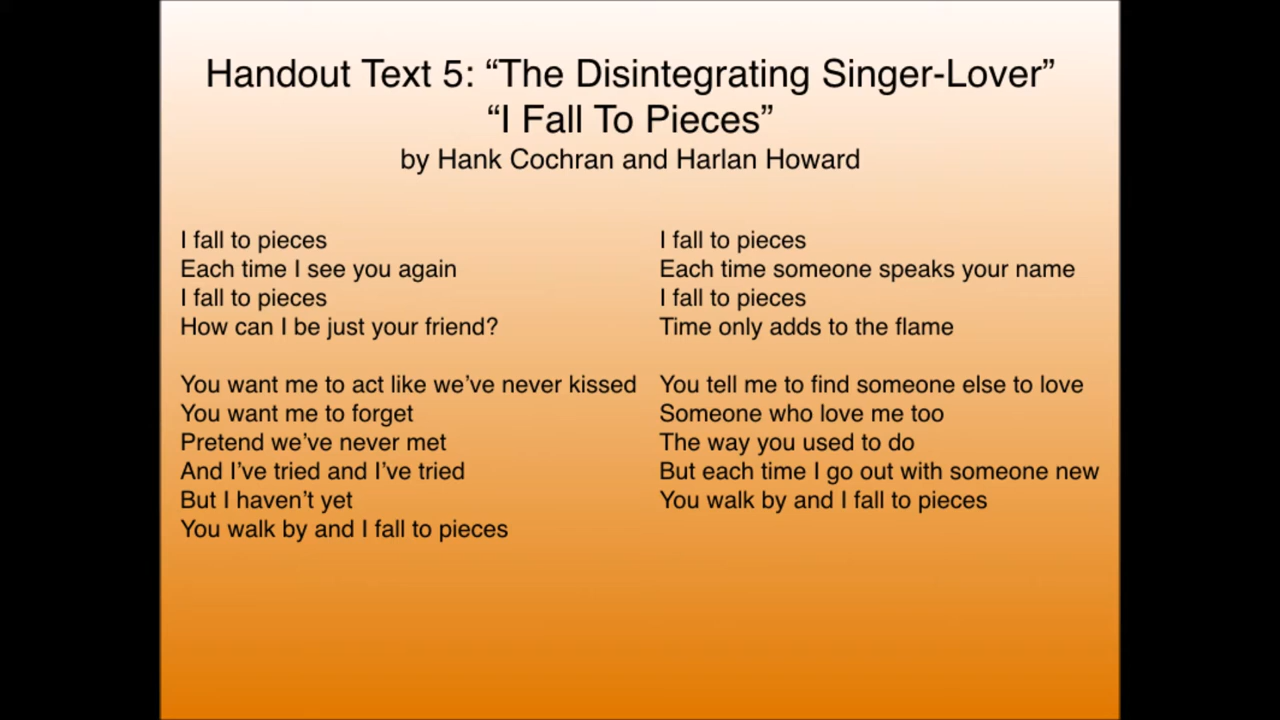 Handout Text 5: “The Disintegrating Singer-Lover”
“I Fall To Pieces”
by Hank Cochran and Harlan Howard
I fall to pieces
Each time I see you again
I fall to pieces
How can I be just your friend?
You want me to act like we’ve never kissed
You want me to forget
Pretend we’ve never met
And I’ve tried and I’ve tried
But I haven’t yet
You walk by and I fall to pieces
I fall to pieces
Each time someone speaks your name
I fall to pieces
Time only adds to the flame
You tell me to find someone else to love
Someone who love me too
The way you used to do
But each time I go out with someone new
You walk by and I fall to pieces